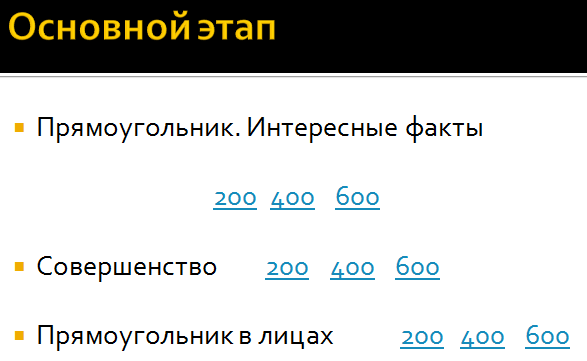 Основной этап
Прямоугольник. Интересные факты
200 400 600
Совершенство 200 400 600
Прямоугольник в лицах 200 400 600